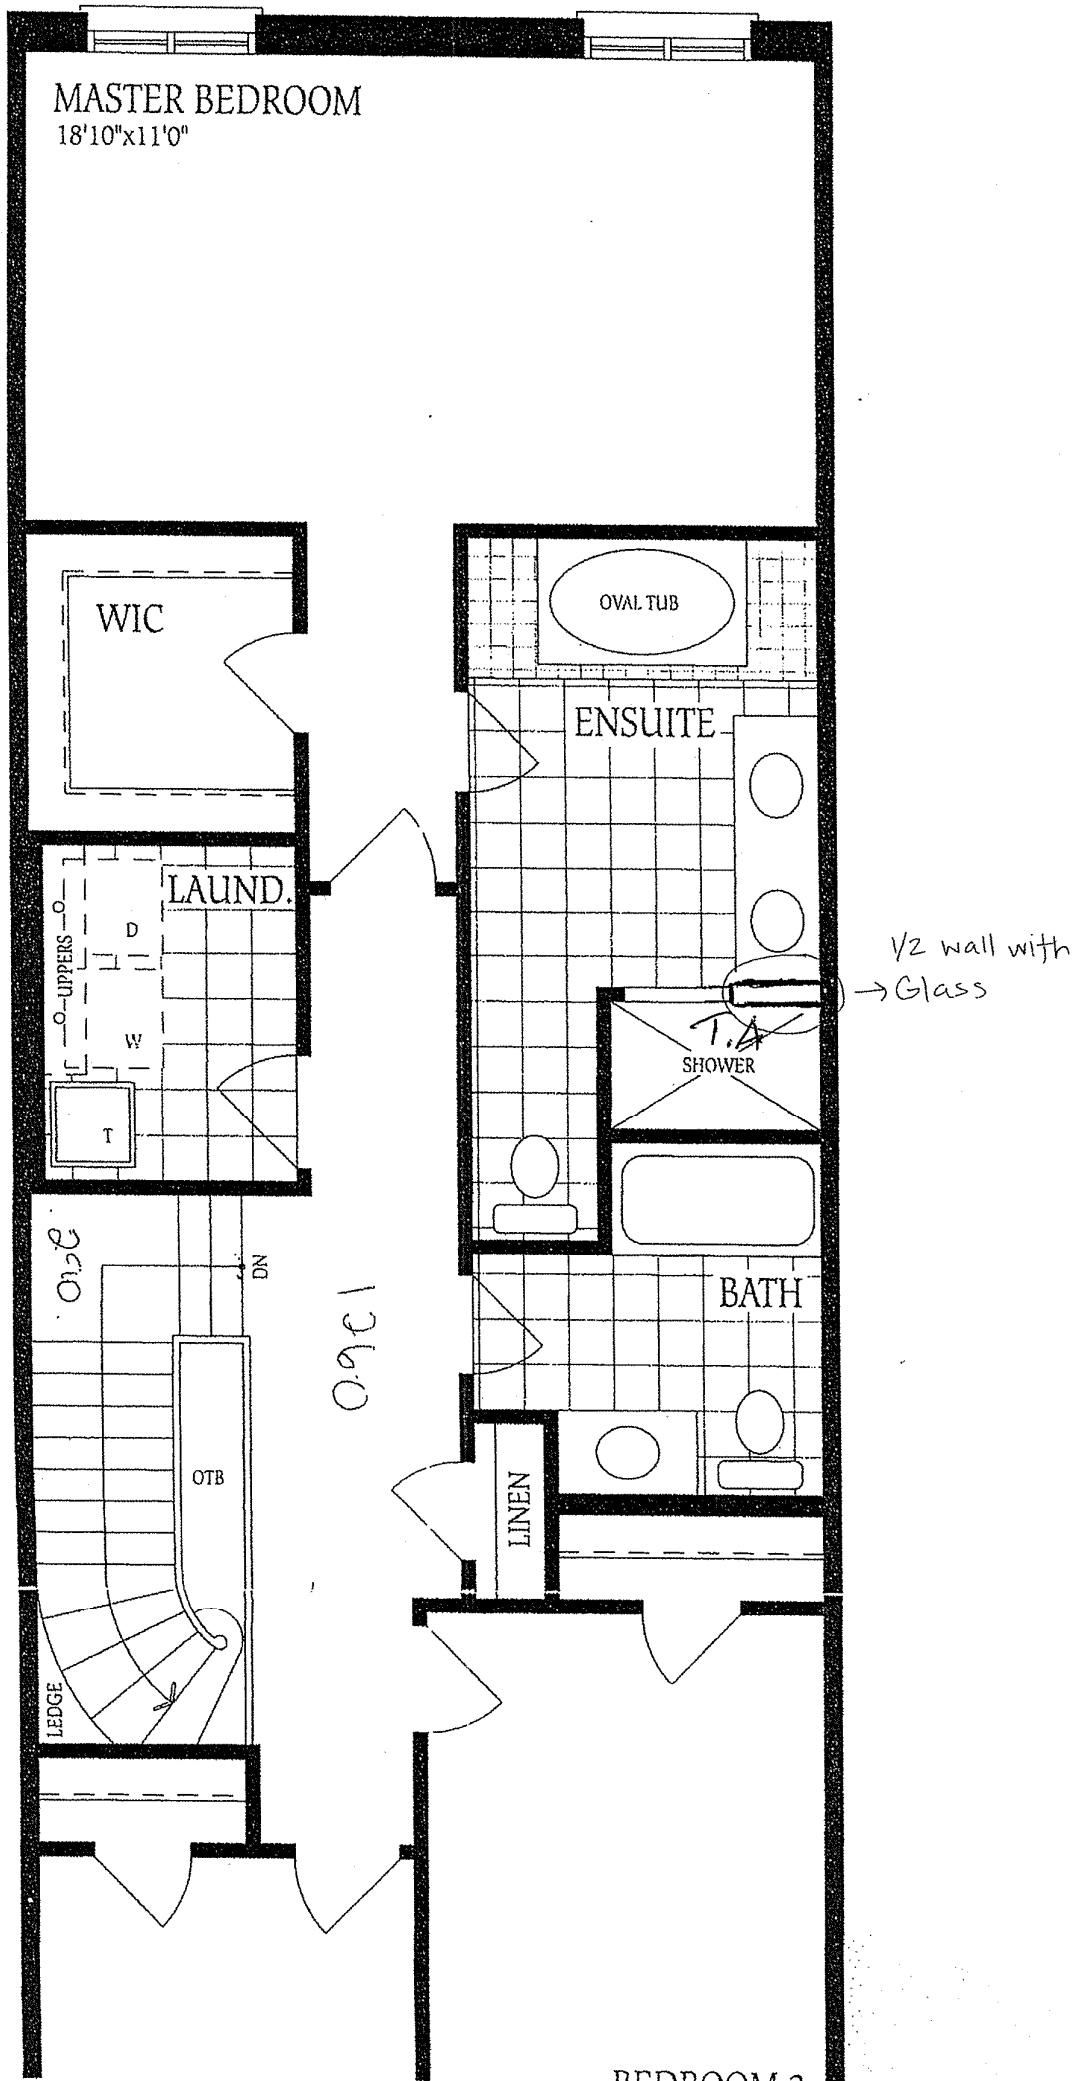 MASTER BEDROOM
18'10"x11'0"
WIC
OVAL TUB
ENSUITE
LAUND.
D
UPPERS
W
T
1/2 wall with
→ Glass
T.A
SHOWER
DN
BATH
OTB
LINEN
LEDGE
BEDROOM